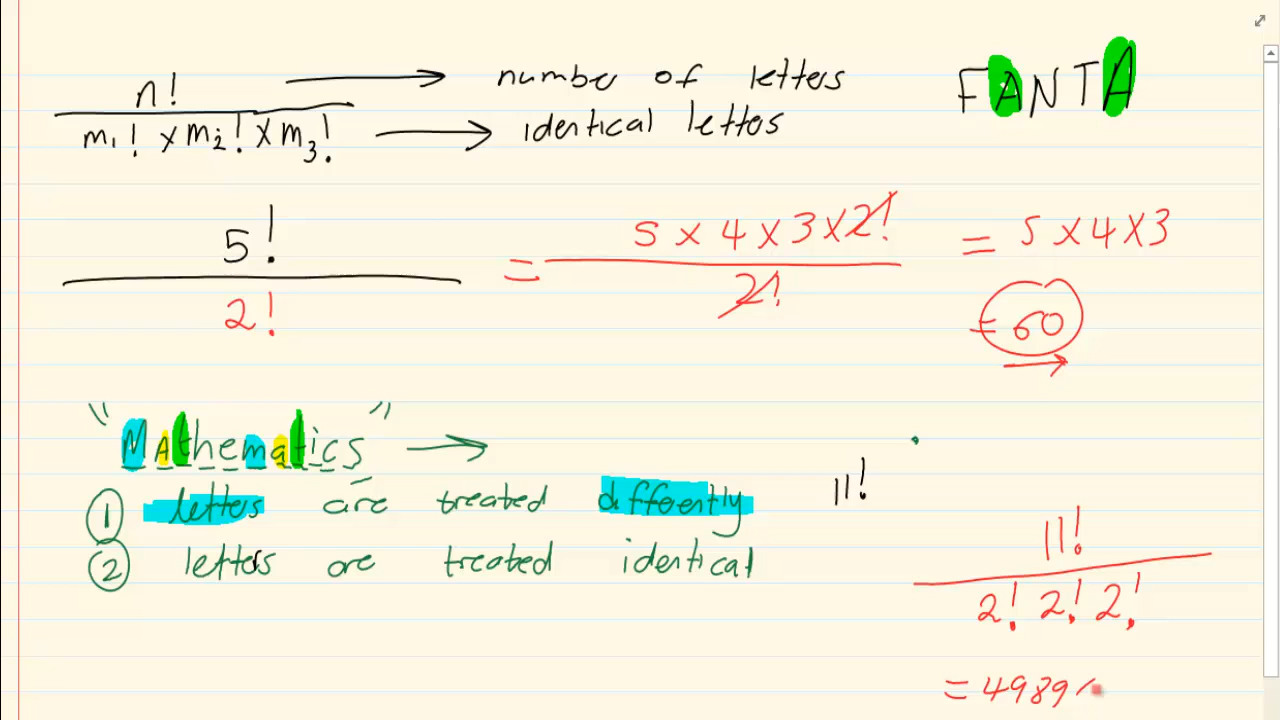 n! → number of letters
m₁! × m₂! × m₃! → identical letters
FANTA
5!
2!
= 5 × 4 × 3 × 2!
2!
= 5 × 4 × 3
= 60
"Mathematics" →
① letters are treated differently
② letters are treated identical
11!
11!
2! 2! 2!
= 4989